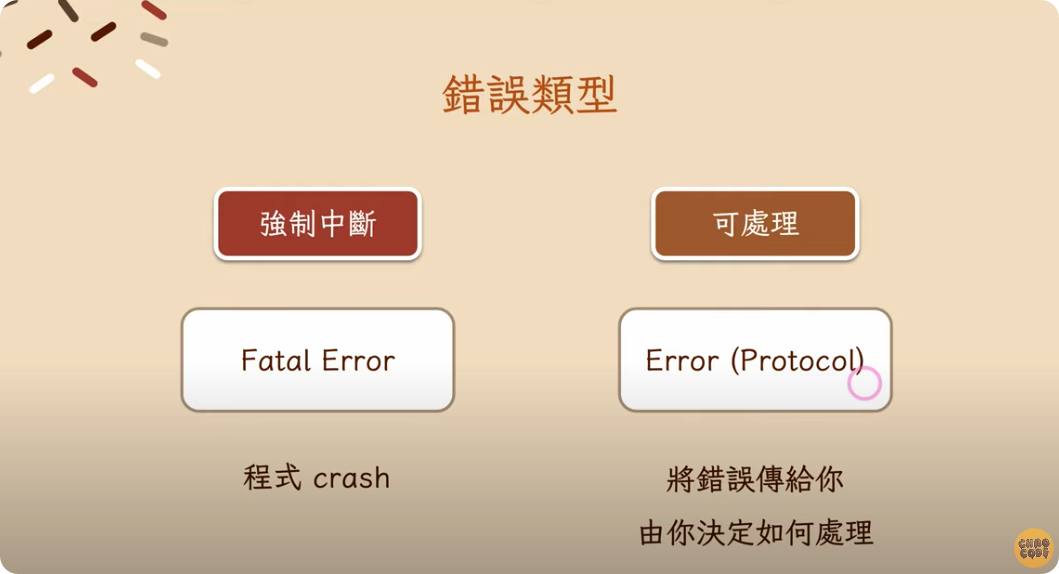 錯誤類型
強制中斷
可處理
Fatal Error
Error (Protocol)
程式 crash
將錯誤傳給你
由你決定如何處理
CHAO
CODE